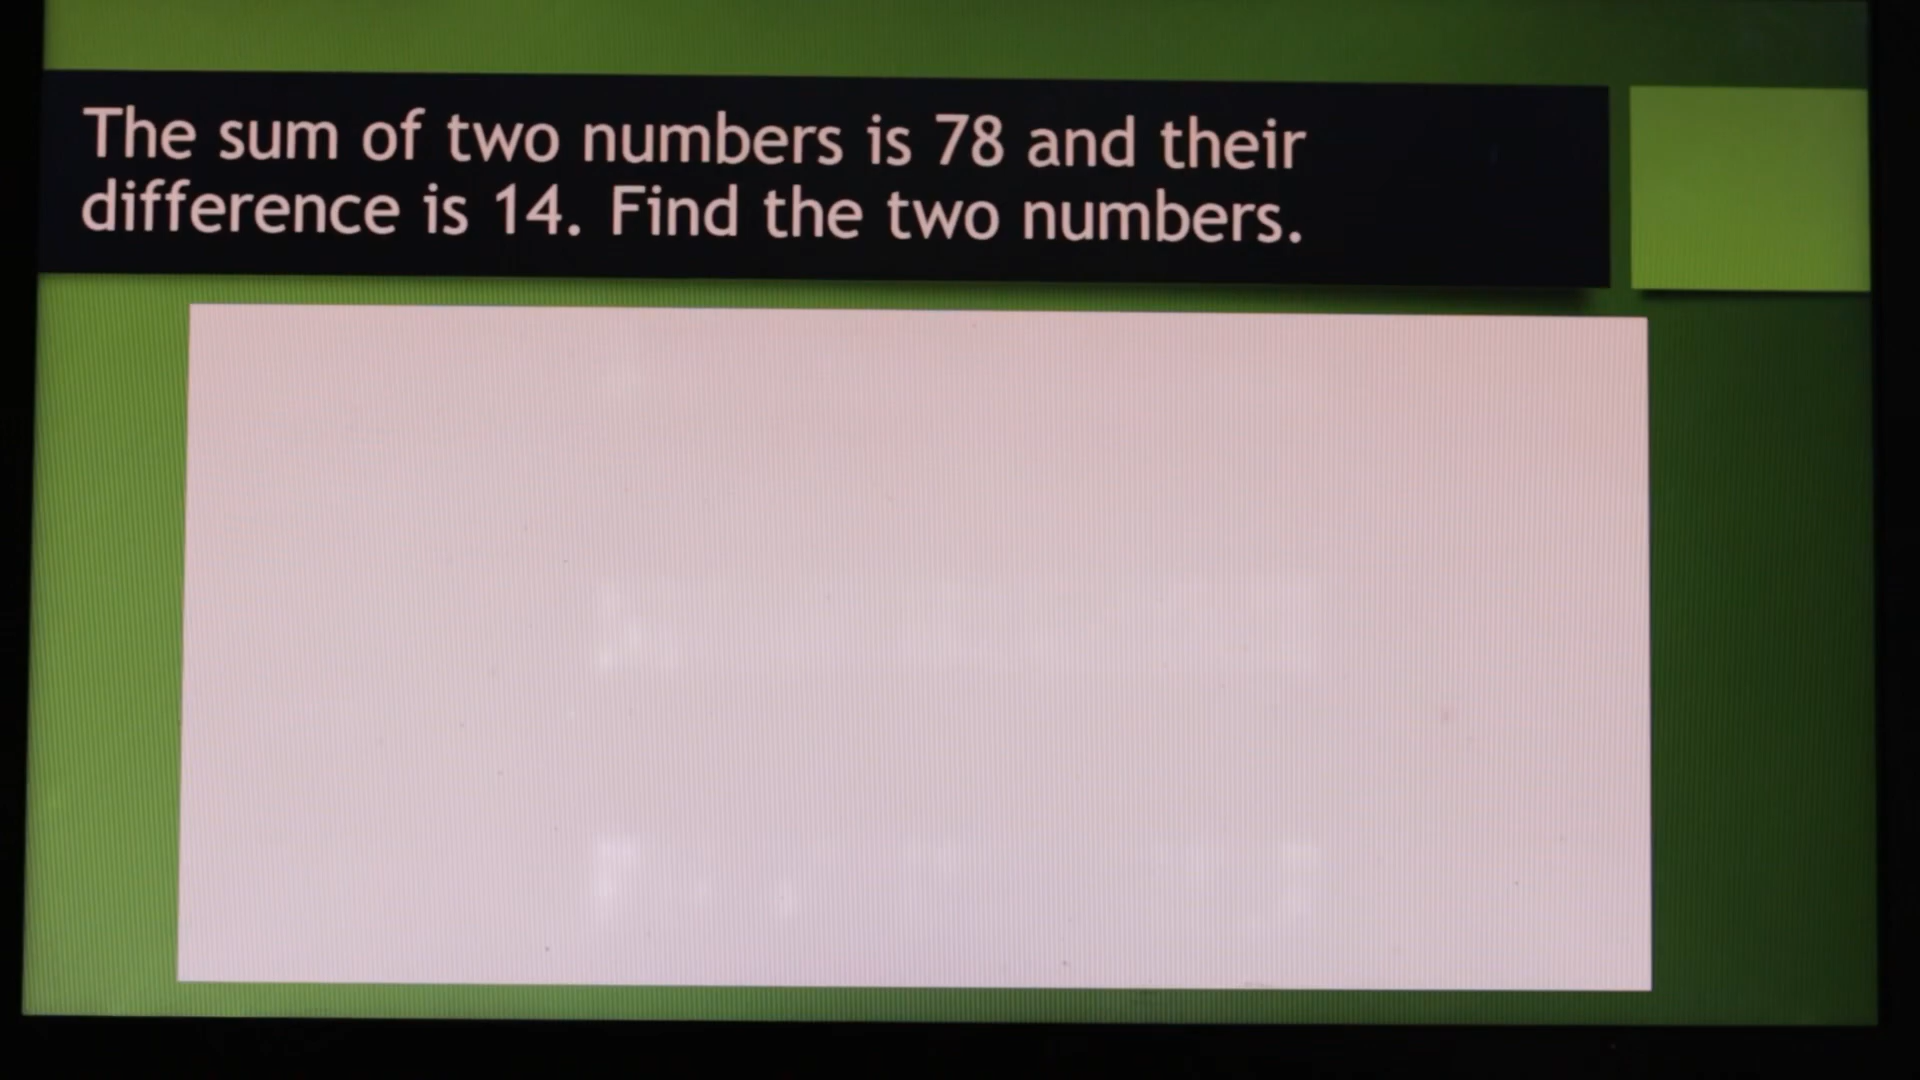 The sum of two numbers is 78 and their
difference is 14. Find the two numbers.